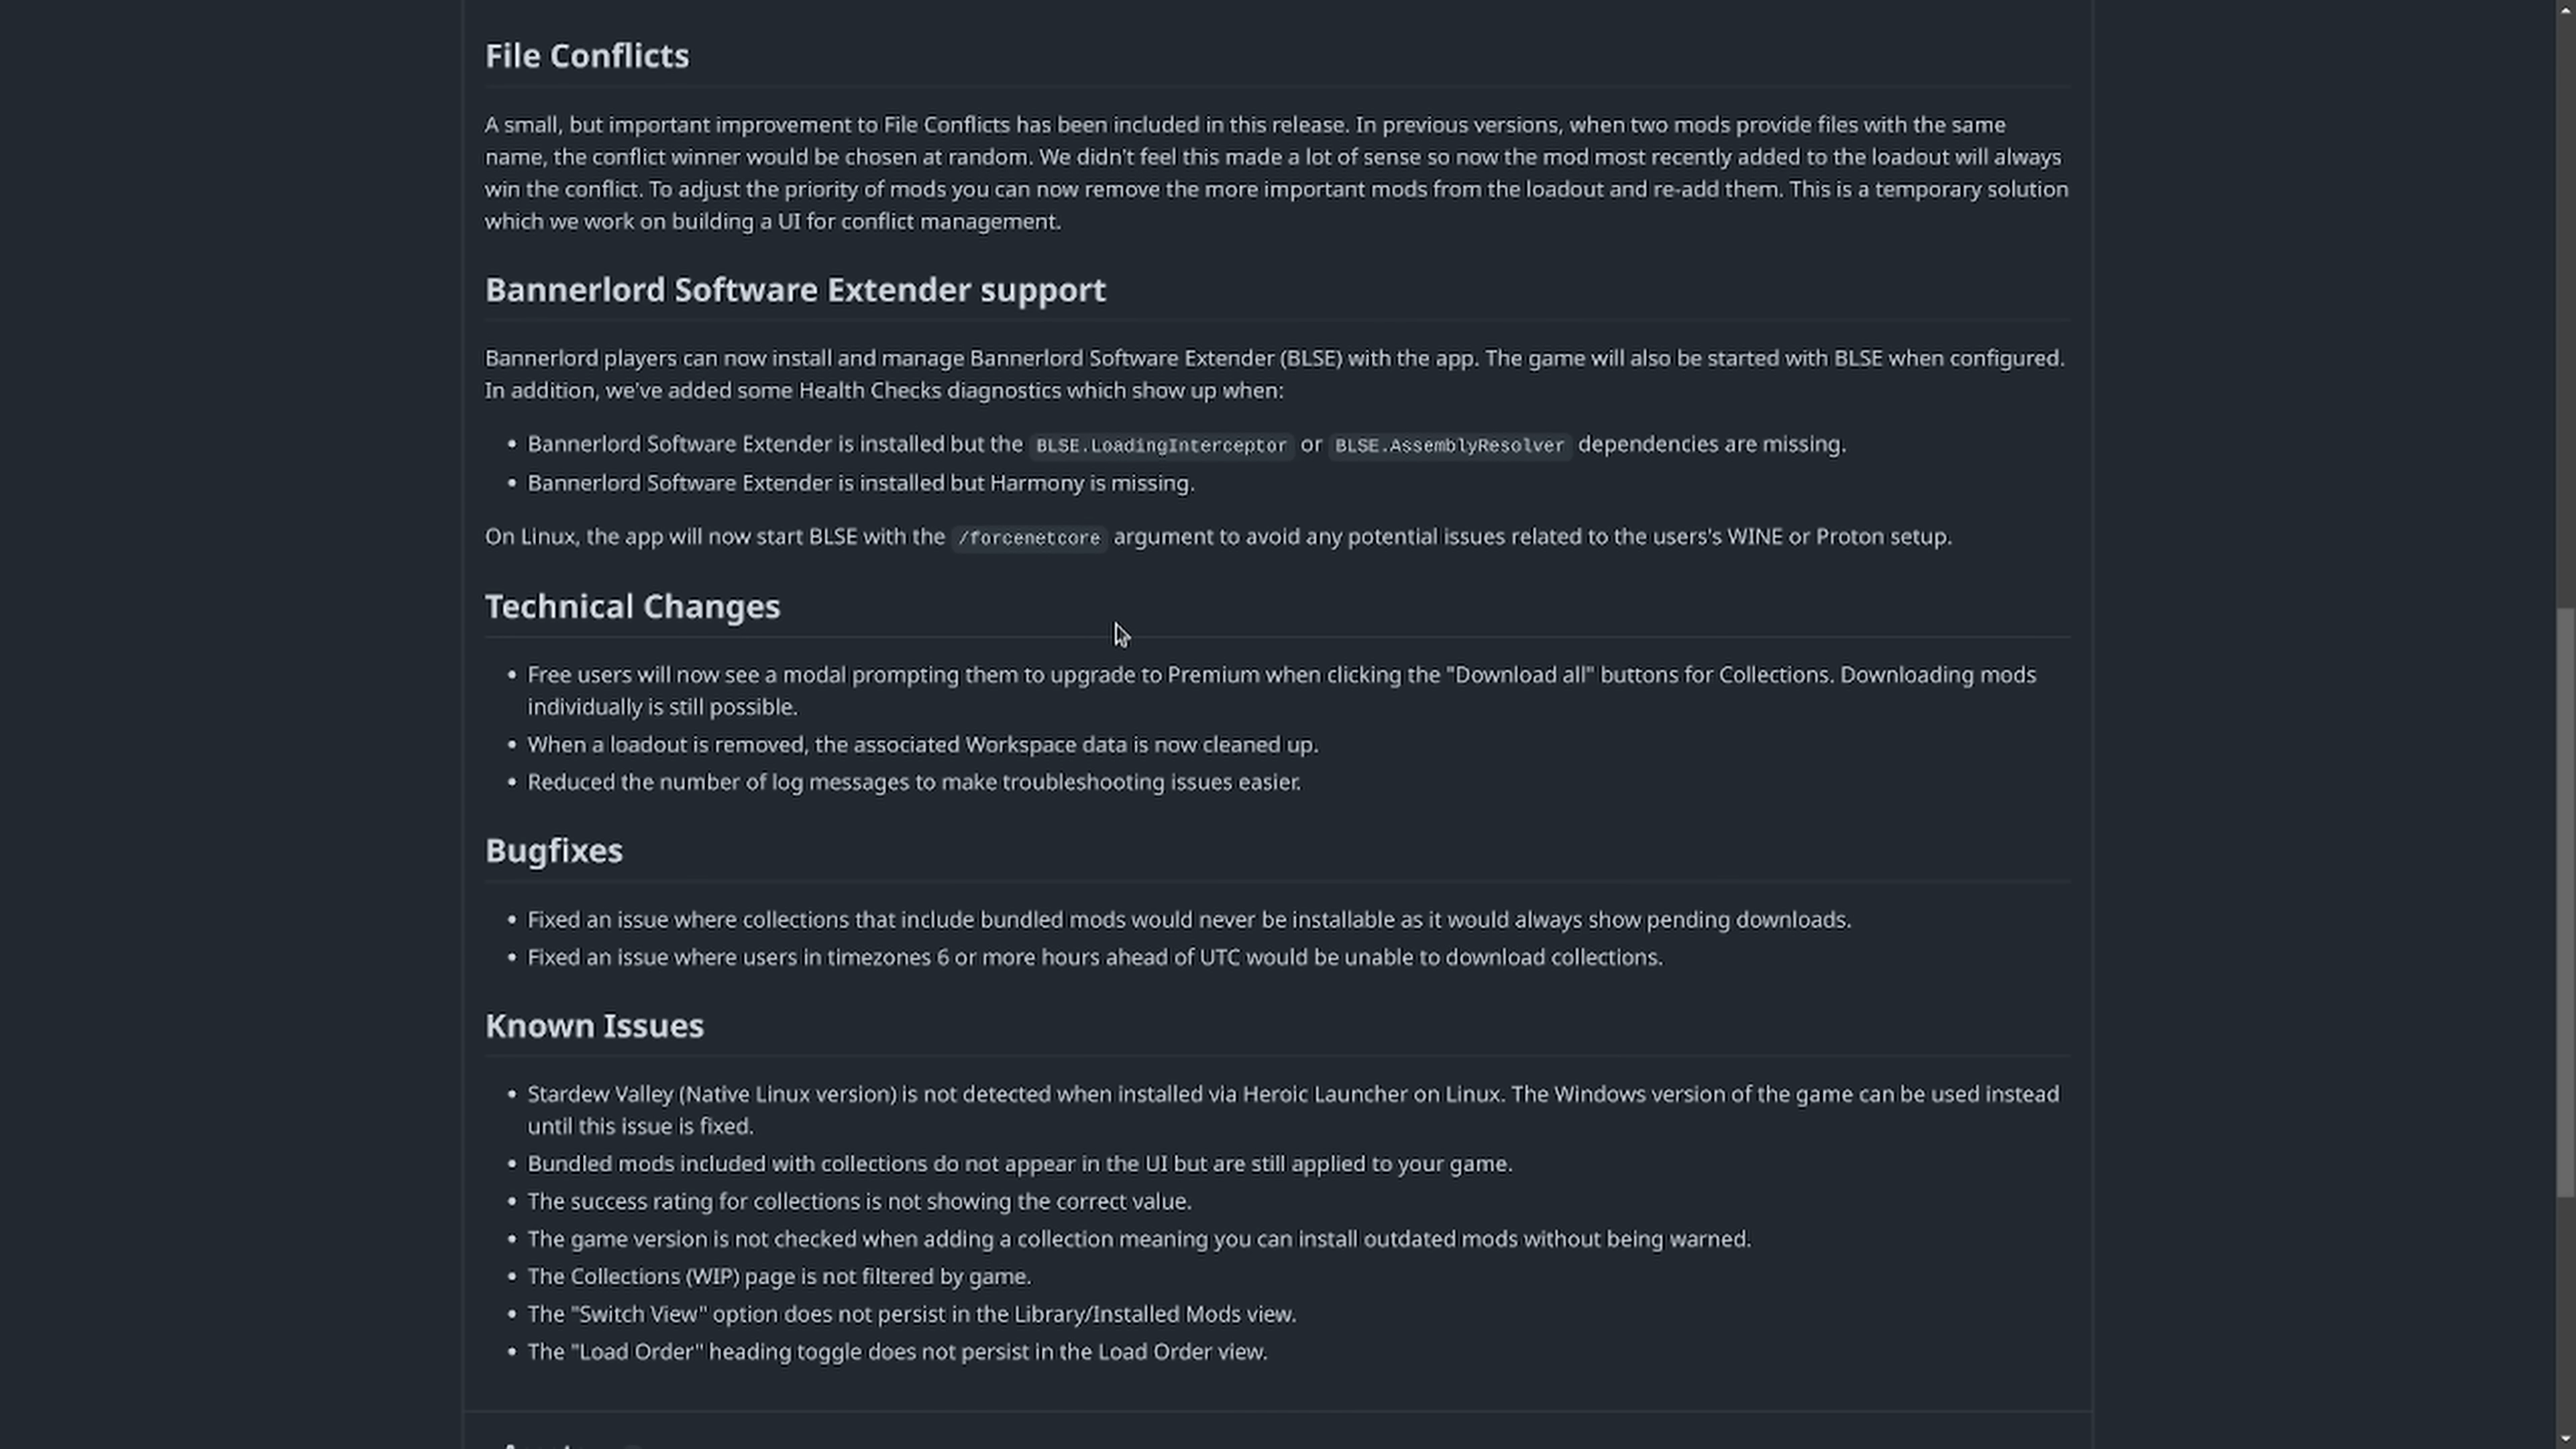 File Conflicts
A small, but important improvement to File Conflicts has been included in this release. In previous versions, when two mods provide files with the same
name, the conflict winner would be chosen at random. We didn't feel this made a lot of sense so now the mod most recently added to the loadout will always
win the conflict. To adjust the priority of mods you can now remove the more important mods from the loadout and re-add them. This is a temporary solution
which we work on building a UI for conflict management.
Bannerlord Software Extender support
Bannerlord players can now install and manage Bannerlord Software Extender (BLSE) with the app. The game will also be started with BLSE when configured.
In addition, we've added some Health Checks diagnostics which show up when:
• Bannerlord Software Extender is installed but the BLSE.LoadingInterceptor or BLSE.AssemblyResolver dependencies are missing.
• Bannerlord Software Extender is installed but Harmony is missing.
On Linux, the app will now start BLSE with the /forcenetcore argument to avoid any potential issues related to the users's WINE or Proton setup.
Technical Changes
• Free users will now see a modal prompting them to upgrade to Premium when clicking the "Download all" buttons for Collections. Downloading mods
individually is still possible.
• When a loadout is removed, the associated Workspace data is now cleaned up.
• Reduced the number of log messages to make troubleshooting issues easier.
Bugfixes
• Fixed an issue where collections that include bundled mods would never be installable as it would always show pending downloads.
• Fixed an issue where users in timezones 6 or more hours ahead of UTC would be unable to download collections.
Known Issues
• Stardew Valley (Native Linux version) is not detected when installed via Heroic Launcher on Linux. The Windows version of the game can be used instead
until this issue is fixed.
• Bundled mods included with collections do not appear in the UI but are still applied to your game.
• The success rating for collections is not showing the correct value.
• The game version is not checked when adding a collection meaning you can install outdated mods without being warned.
• The Collections (WIP) page is not filtered by game.
• The "Switch View" option does not persist in the Library/Installed Mods view.
• The "Load Order" heading toggle does not persist in the Load Order view.